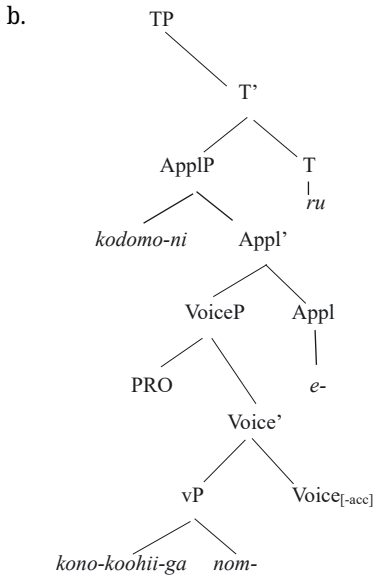 b.
TP
T’
ApplP T
ru
kodomo-ni Appl’
VoiceP Appl
PRO e-
Voice’
vP Voice[-acc]
kono-koohii-ga nom-